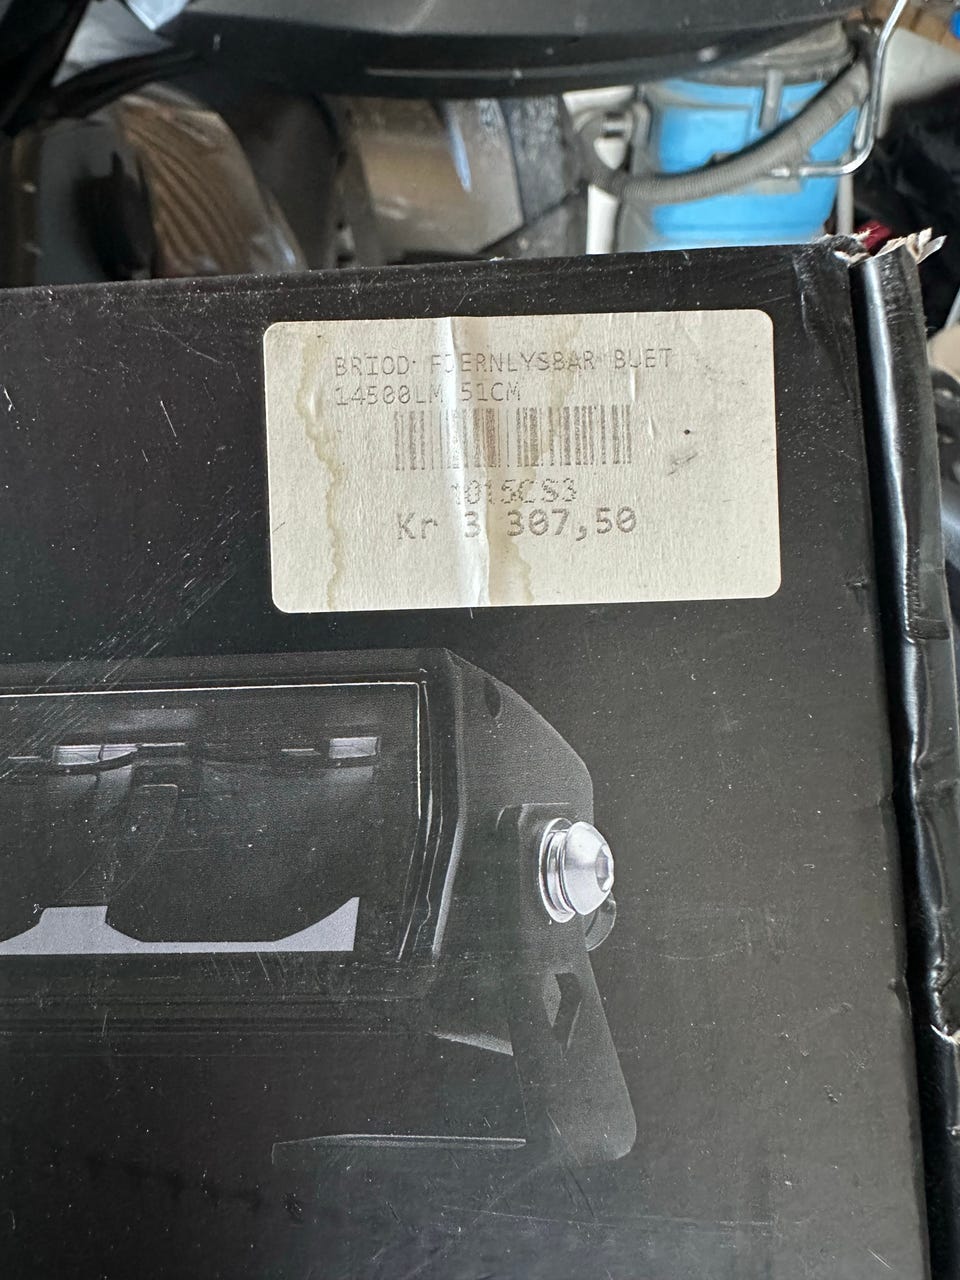 BRIOD FJERNLYSBAR BUET
14500LM 51CM
1015CS3
Kr 3 307,50